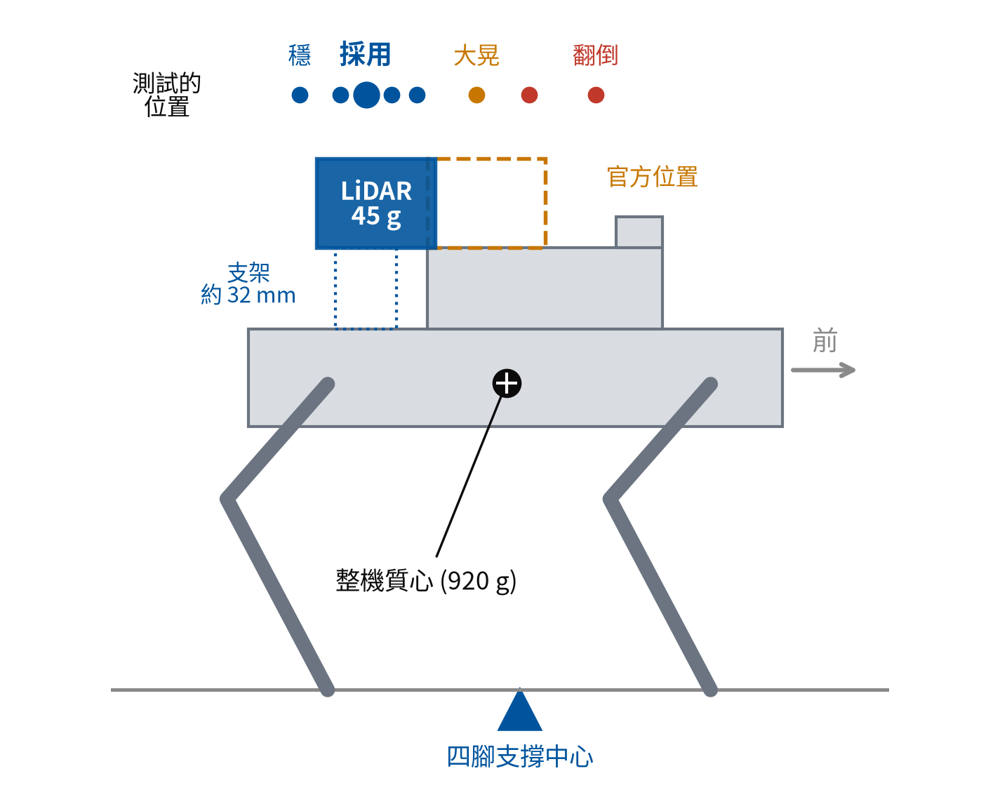 穩
採用
大晃
翻倒
測試的
位置
官方位置
LiDAR
45 g
支架
約 32 mm
前
整機質心 (920 g)
四腳支撐中心